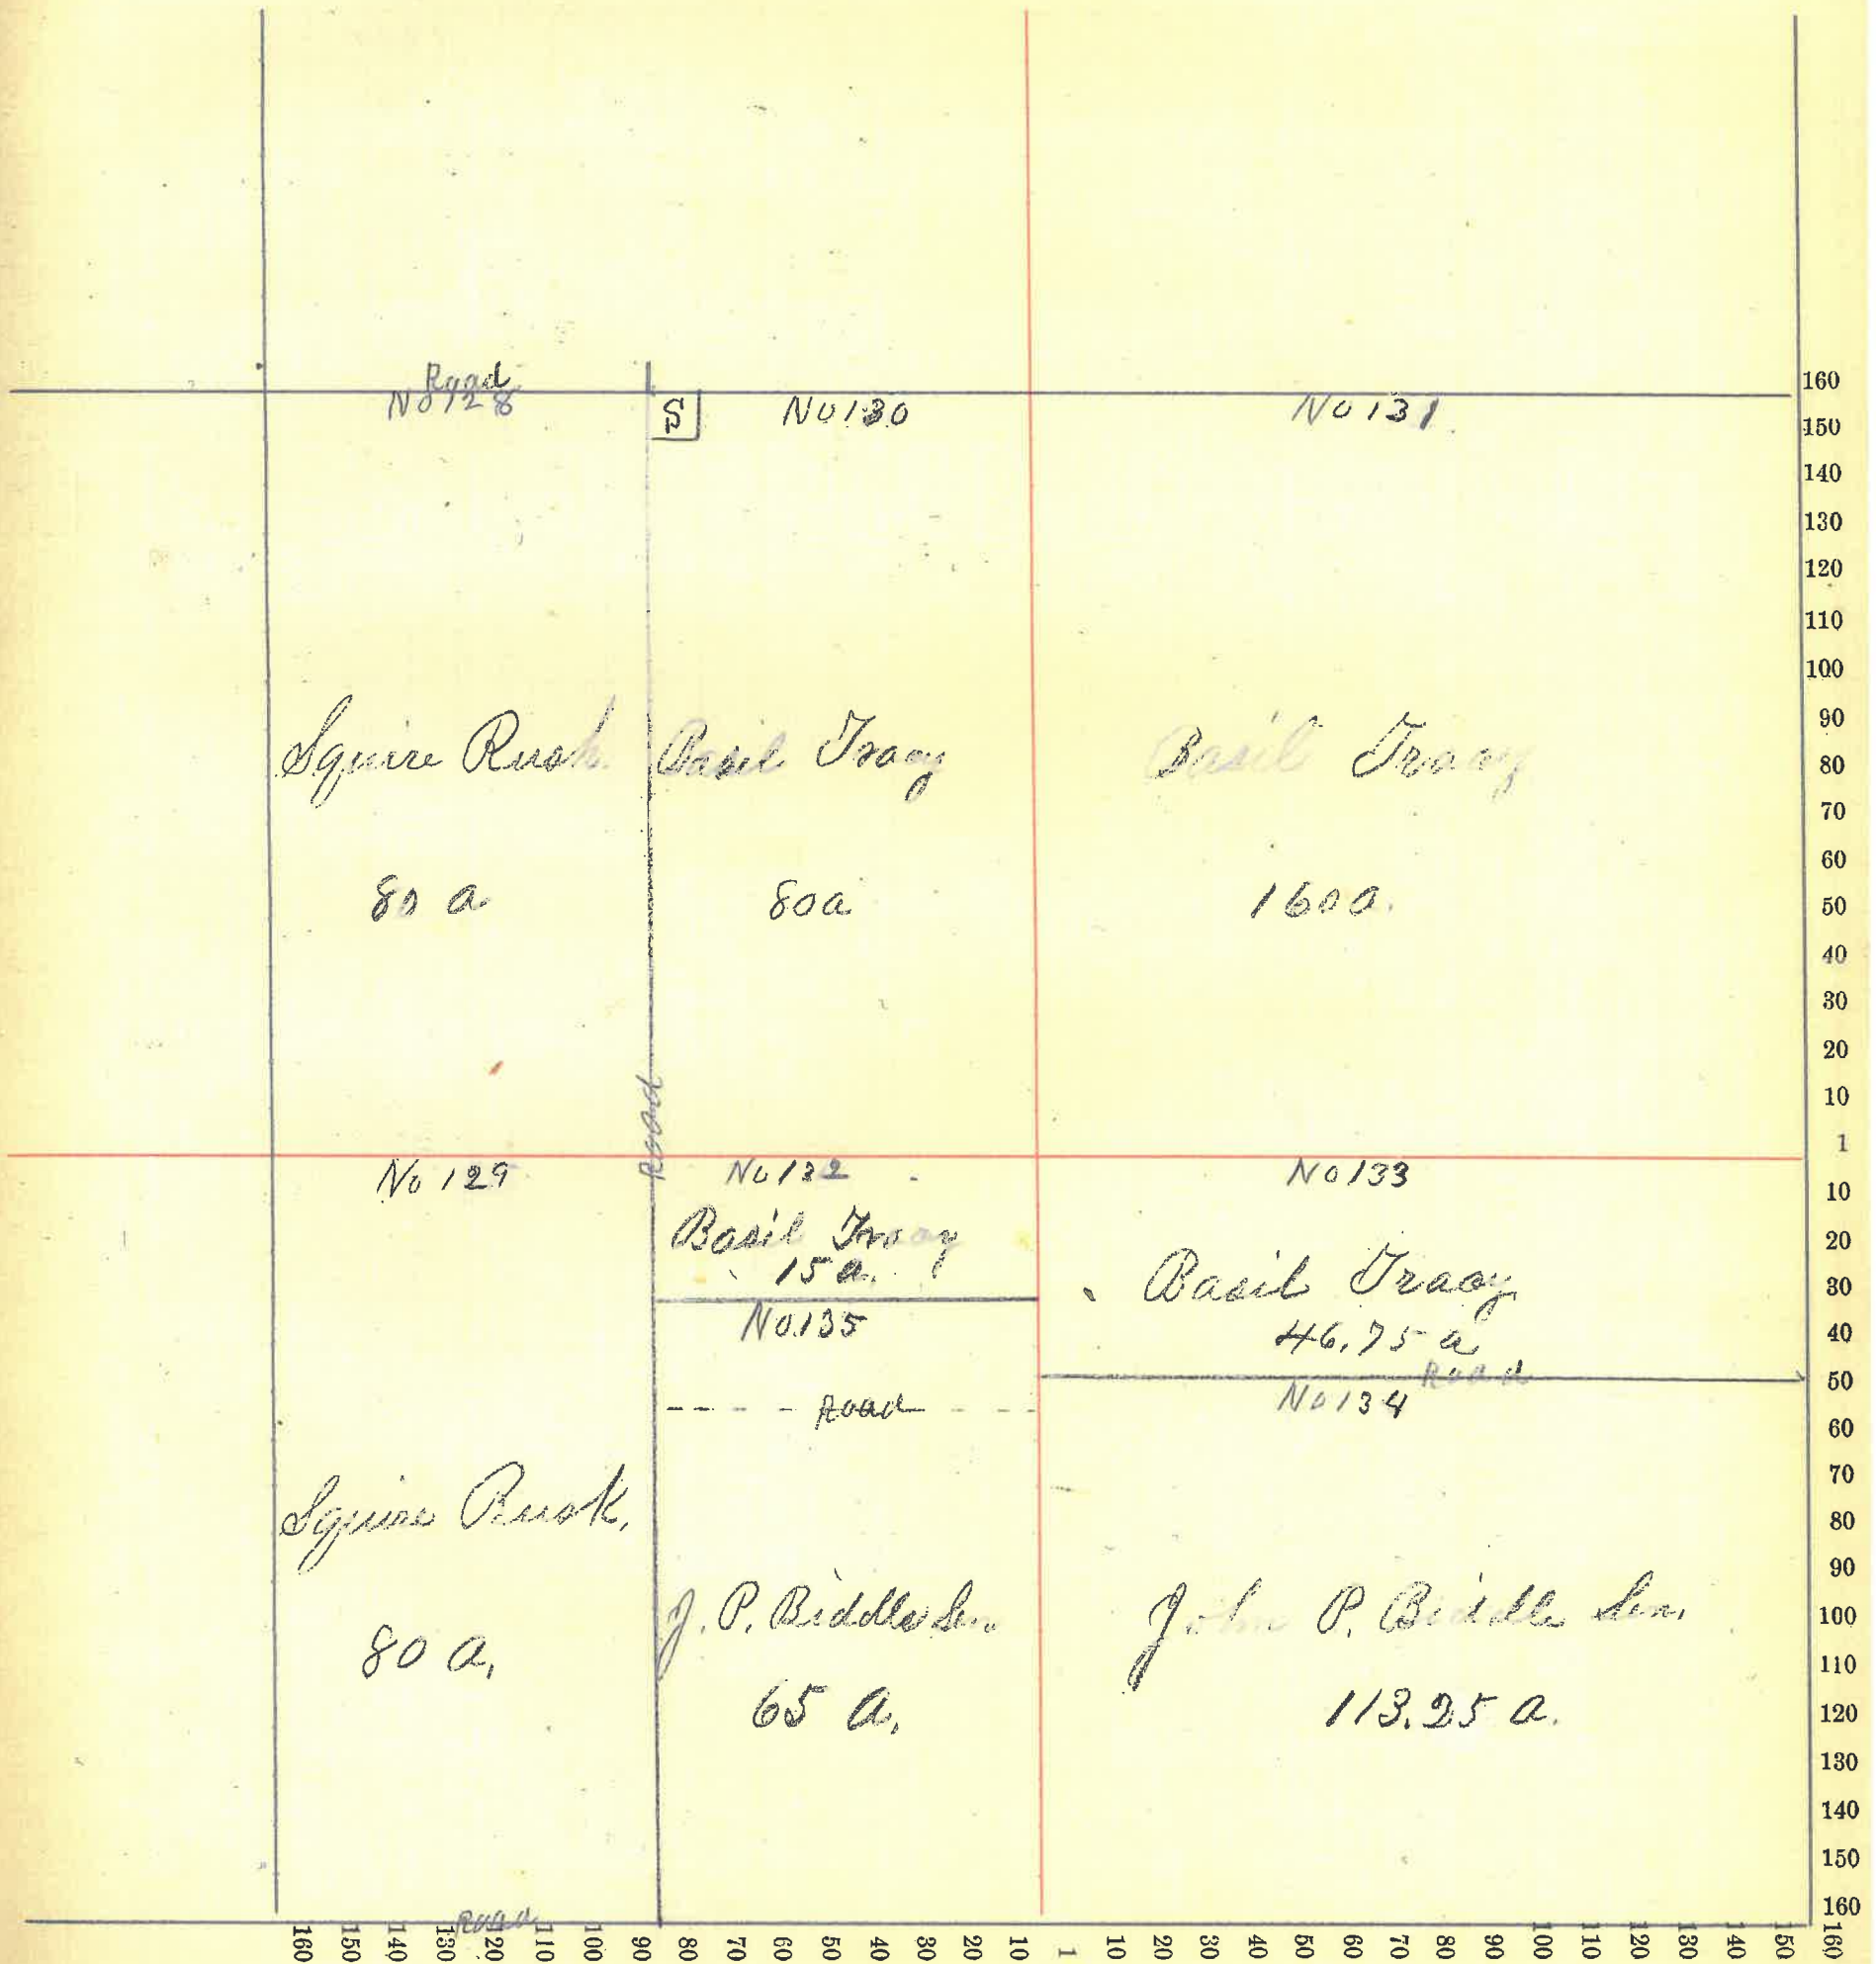 Road
No 128
S
No 130
No 131
Squire Rusk
80 a
Basil Tracy
80 a
Basil Tracy
160 a.
Road
No 129
Squire Rusk.
80 a.
No 132
Basil Tracy
15 a.
No 135
Road
J. P. Biddle Sen.
65 a.
No 133
Basil Tracy
46.75 a
Road
No 134
John P. Biddle Sen.
113.25 a.
Road
160
150
140
130
120
110
100
90
80
70
60
50
40
30
20
10
1
10
20
30
40
50
60
70
80
90
100
110
120
130
140
150
160
160 150 140 130 120 110 100 90 80 70 60 50 40 30 20 10 1 10 20 30 40 50 60 70 80 90 100 110 120 130 140 150 160